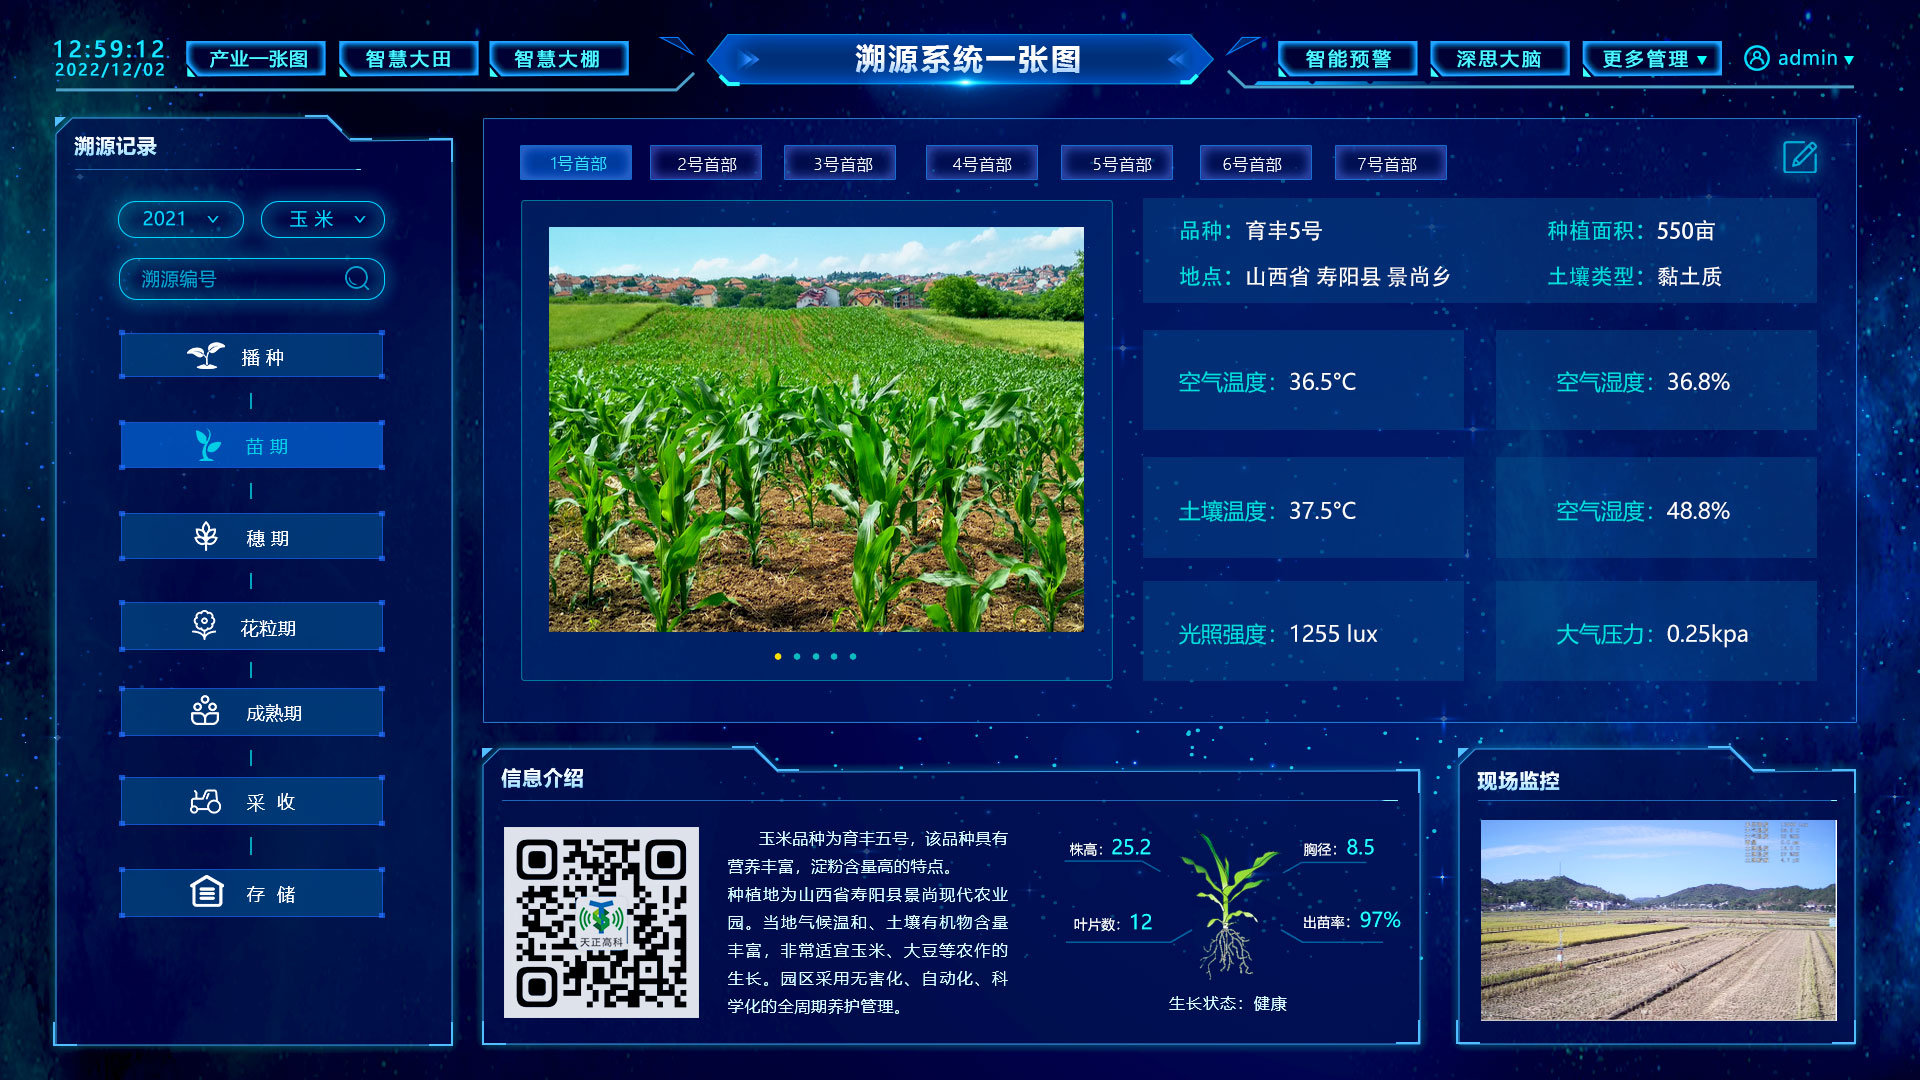 12:59:12
2022/12/02
产业一张图
智慧大田
智慧大棚
溯源系统一张图
智能预警
深思大脑
更多管理
admin
溯源记录
2021
玉米
溯源编号
播种
苗期
穗期
花粒期
成熟期
采收
存储
1号首部
2号首部
3号首部
4号首部
5号首部
6号首部
7号首部
品种：育丰5号
种植面积：550亩
地点：山西省 寿阳县 景尚乡
土壤类型：黏土质
空气温度：36.5°C
空气湿度：36.8%
土壤温度：37.5°C
空气湿度：48.8%
光照强度：1255 lux
大气压力：0.25kpa
信息介绍
天正高科
玉米品种为育丰五号，该品种具有
营养丰富，淀粉含量高的特点。
种植地为山西省寿阳县景尚现代农业
园。当地气候温和、土壤有机物含量
丰富，非常适宜玉米、大豆等农作的
生长。园区采用无害化、自动化、科
学化的全周期养护管理。
株高：25.2
胸径：8.5
叶片数：12
出苗率：97%
生长状态：健康
现场监控